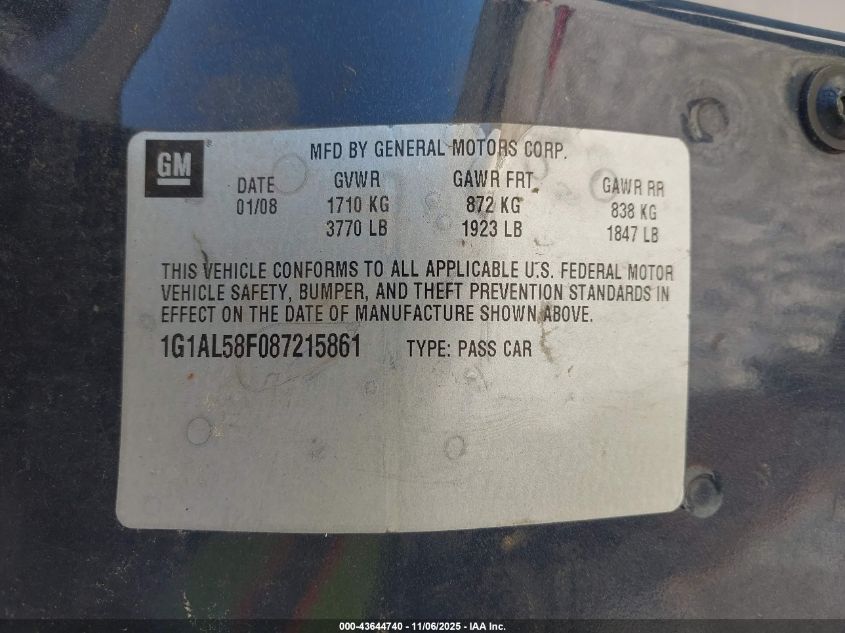 GM
MFD BY GENERAL MOTORS CORP.
DATE GVWR GAWR FRT GAWR RR
01/08 1710 KG 872 KG 838 KG
3770 LB 1923 LB 1847 LB
THIS VEHICLE CONFORMS TO ALL APPLICABLE U.S. FEDERAL MOTOR
VEHICLE SAFETY, BUMPER, AND THEFT PREVENTION STANDARDS IN
EFFECT ON THE DATE OF MANUFACTURE SHOWN ABOVE.
1G1AL58F087215861 TYPE: PASS CAR
000-43644740 - 11/06/2025 - IAA Inc.